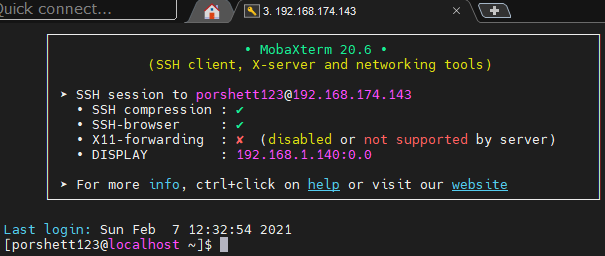 Quick connect...
3. 192.168.174.143
• MobaXterm 20.6 •
(SSH client, X-server and networking tools)
➤ SSH session to porshett123@192.168.174.143
• SSH compression : ✔
• SSH-browser : ✔
• X11-forwarding : ✘ (disabled or not supported by server)
• DISPLAY : 192.168.1.140:0.0
➤ For more info, ctrl+click on help or visit our website
Last login: Sun Feb  7 12:32:54 2021
[porshett123@localhost ~]$